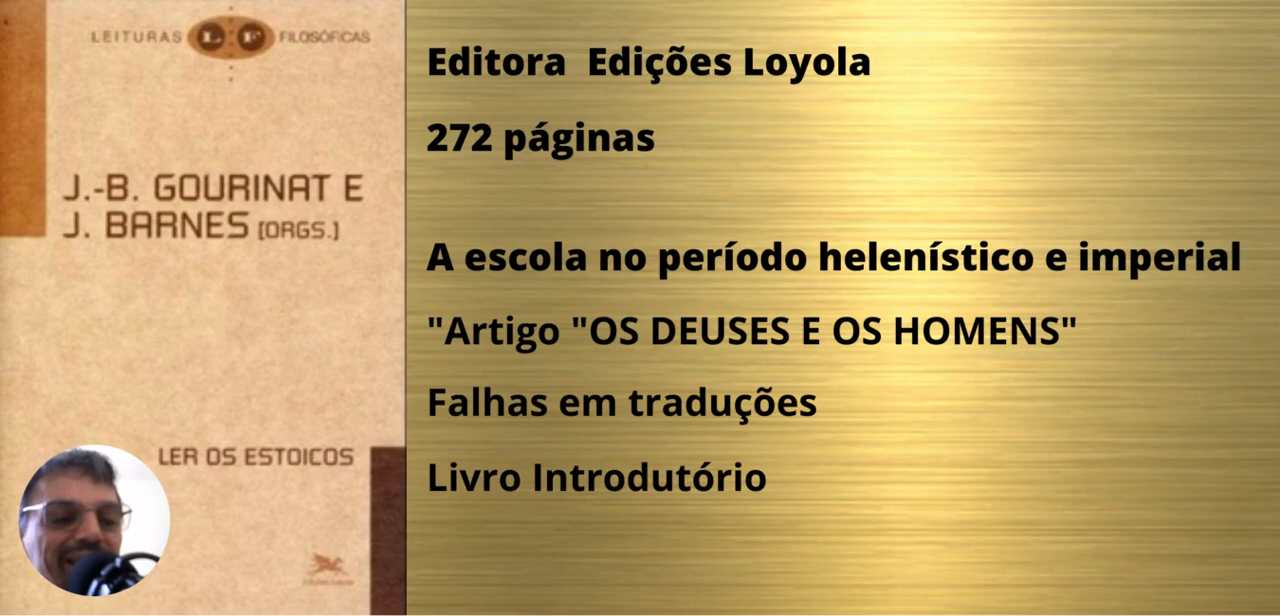 LEITURAS L F FILOSÓFICAS
J.-B. GOURINAT E
J. BARNES [ORGS.]
LER OS ESTOICOS
Editora Edições Loyola
272 páginas
A escola no período helenístico e imperial
"Artigo "OS DEUSES E OS HOMENS"
Falhas em traduções
Livro Introdutório